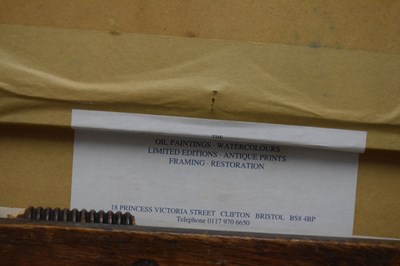 THE
OIL PAINTINGS · WATERCOLOURS
LIMITED EDITIONS · ANTIQUE PRINTS
FRAMING · RESTORATION
18 PRINCESS VICTORIA STREET CLIFTON BRISTOL BS8 4BP
Telephone 0117 970 6650